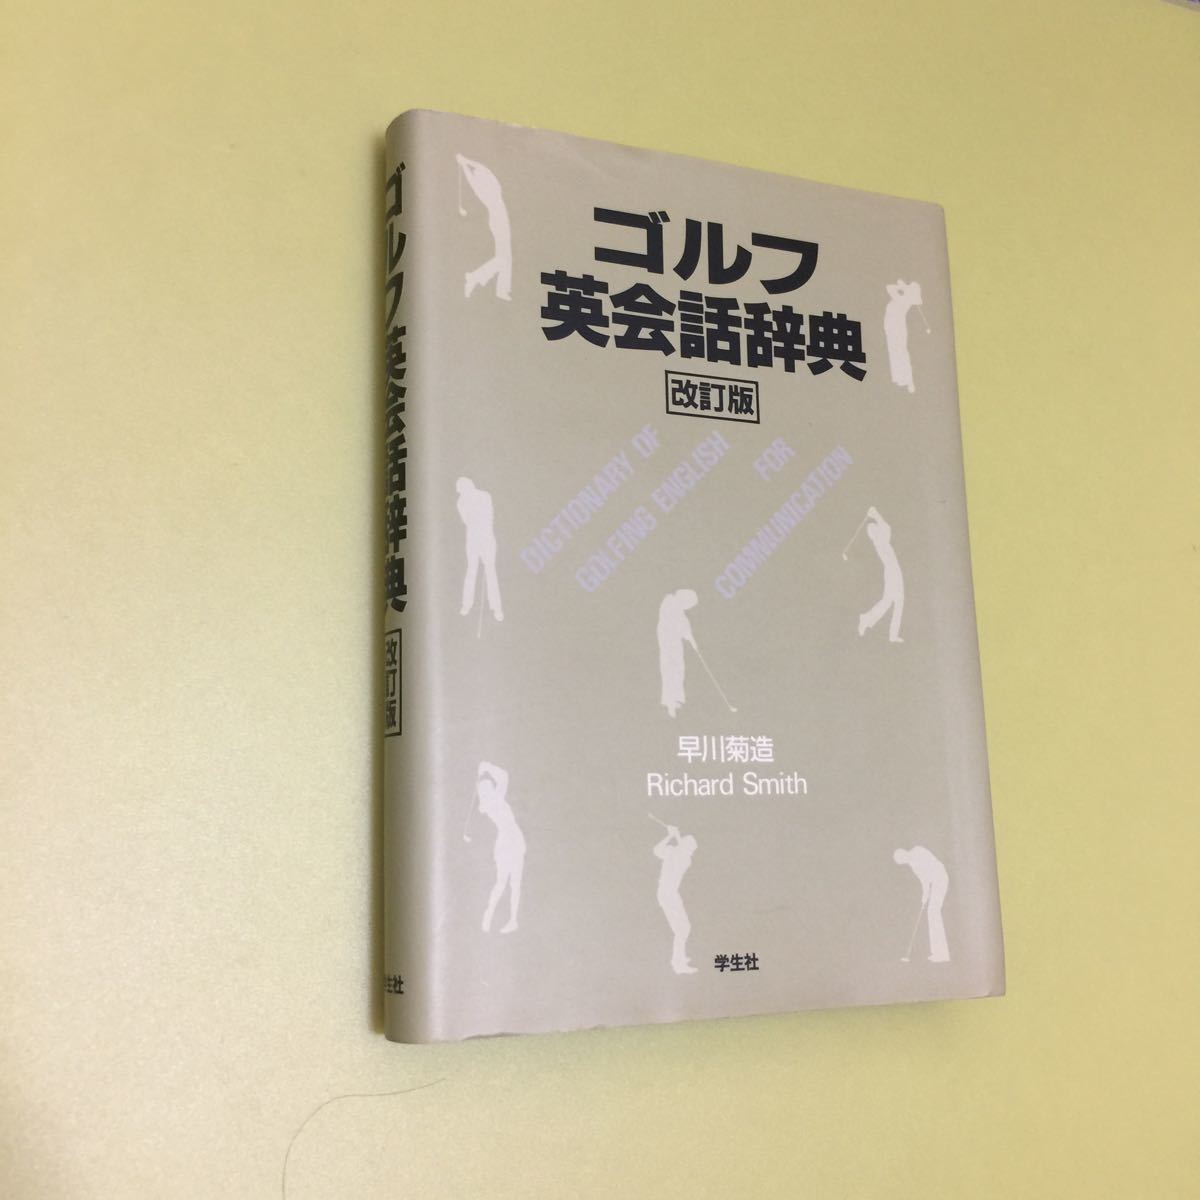 ゴルフ
英会話辞典
改訂版
DICTIONARY OF
GOLFING ENGLISH
FOR
COMMUNICATION
早川菊造
Richard Smith
学生社
ゴルフ英会話辞典
改訂版
学生社